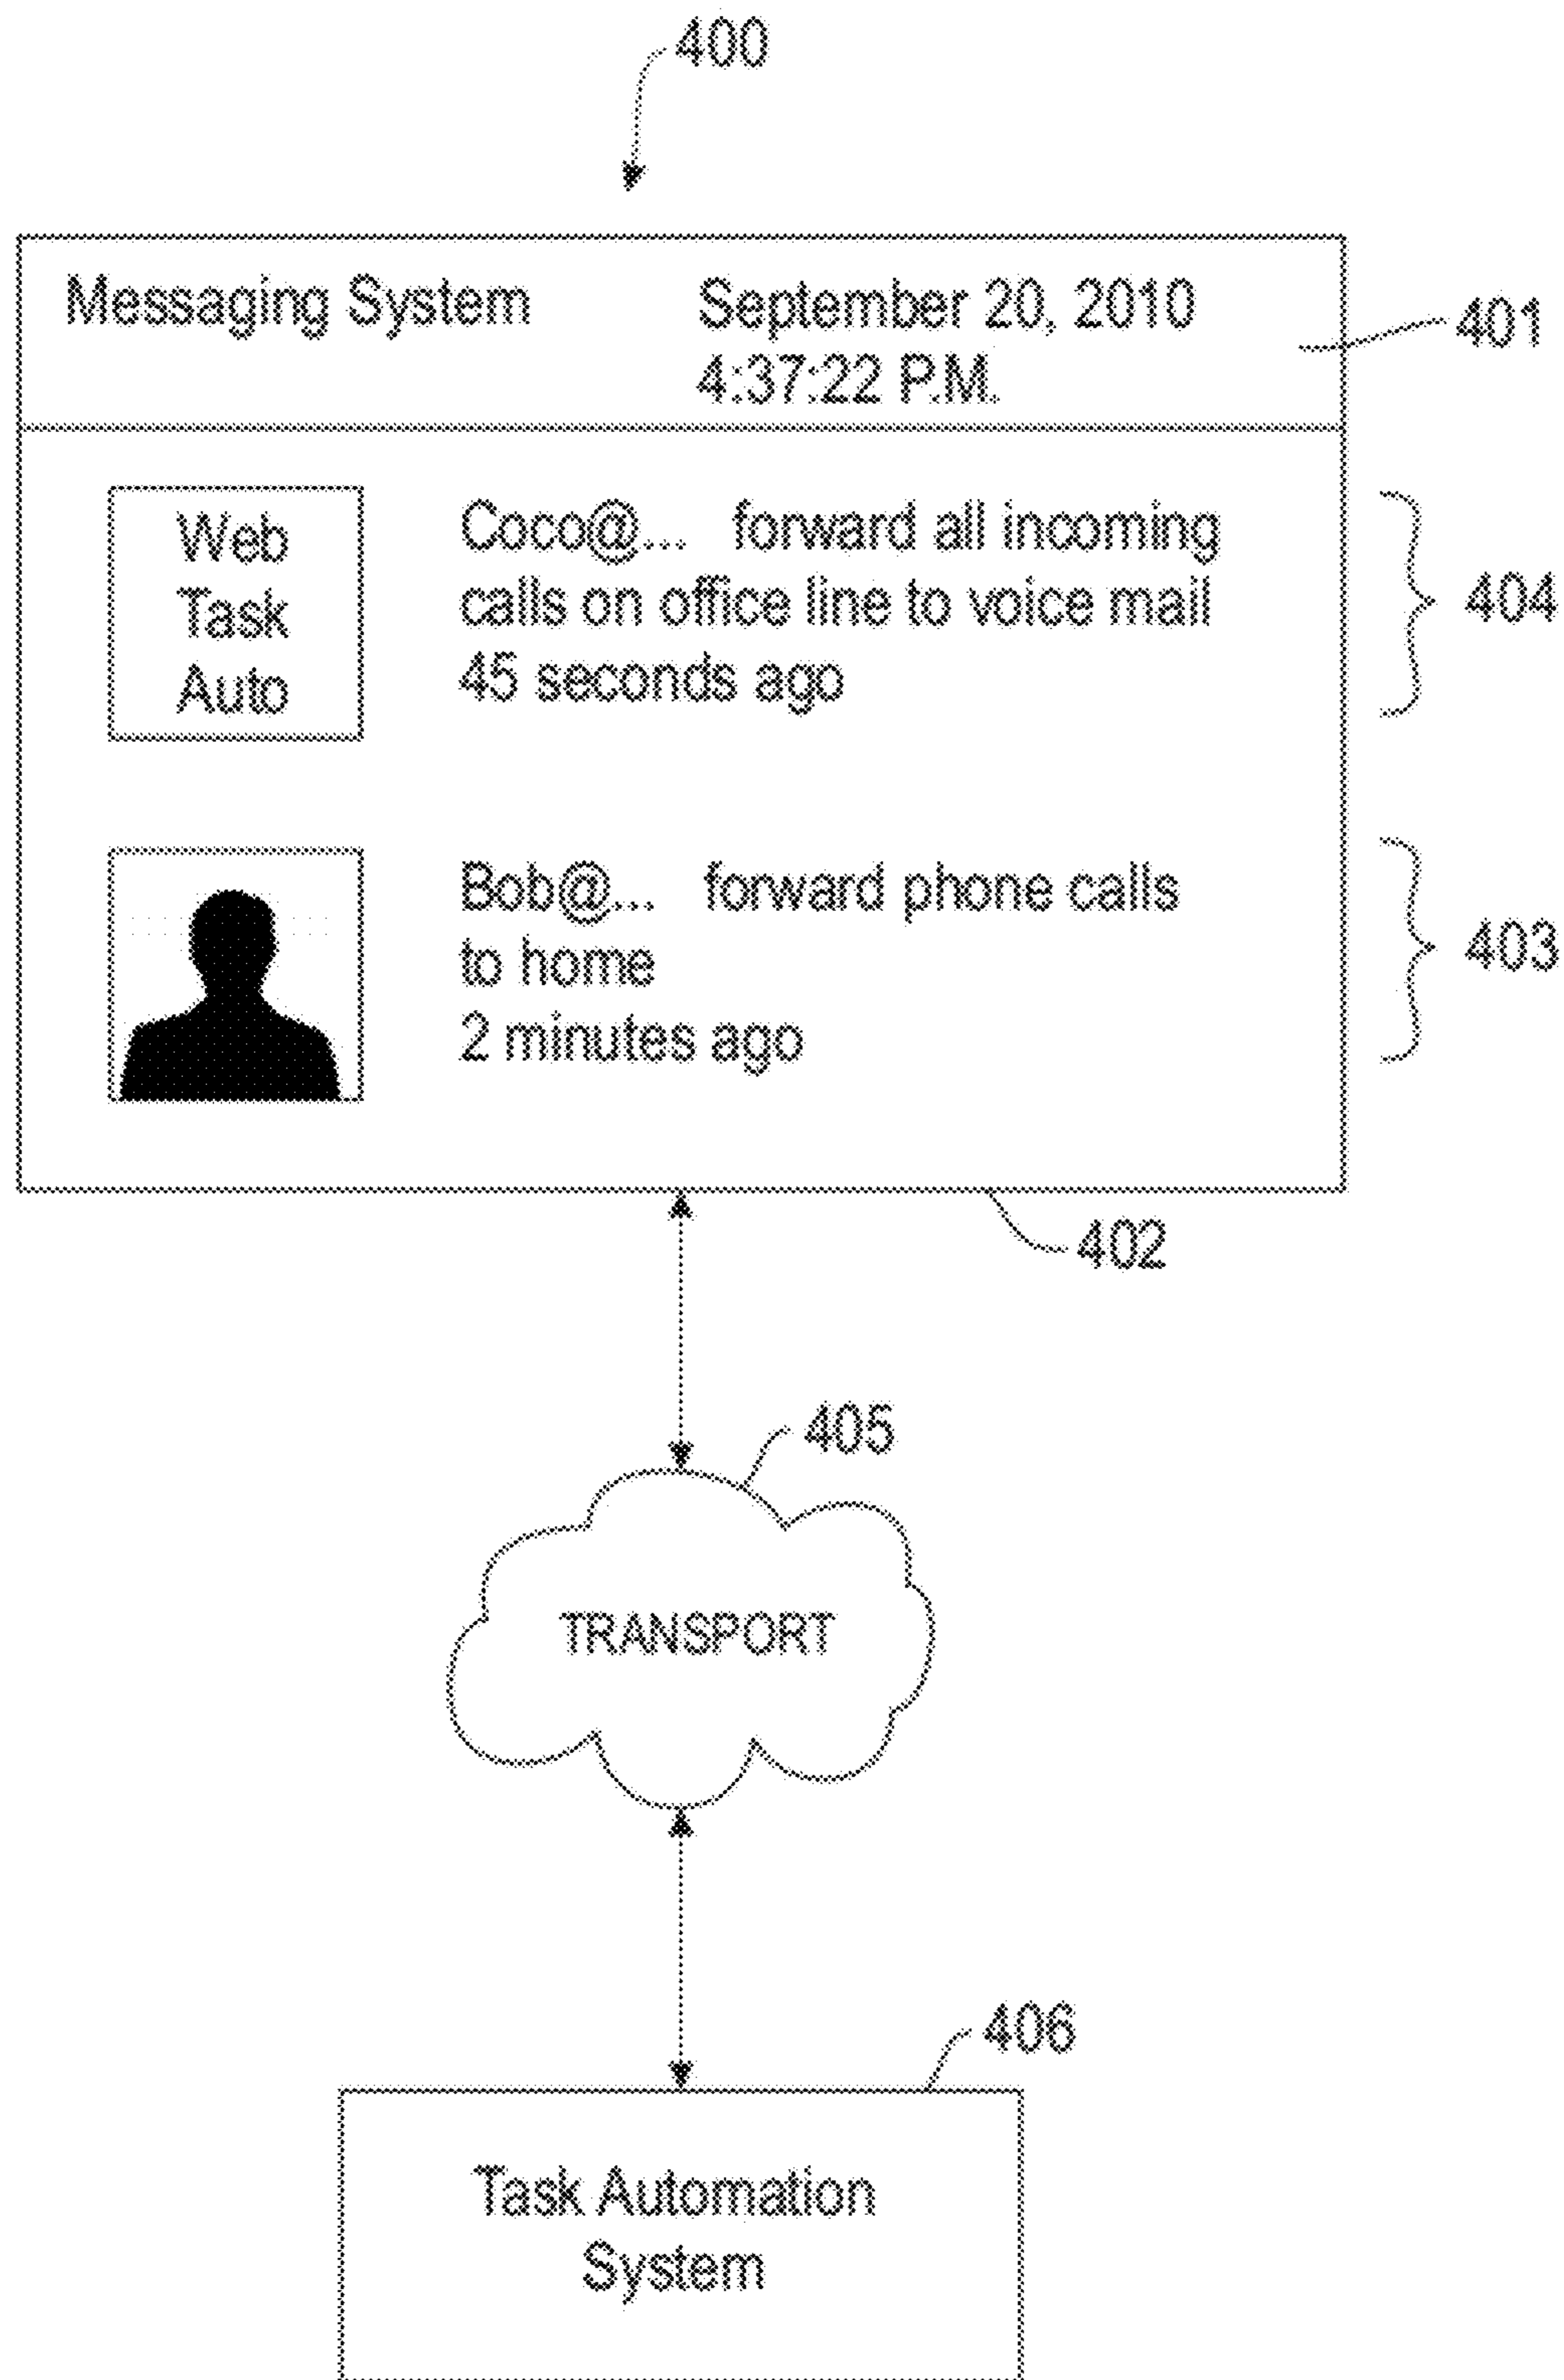 400
Messaging System
September 20, 2010
4:37:22 P.M.
401
Web
Task
Auto
Coco@... forward all incoming
calls on office line to voice mail
45 seconds ago
404
Bob@... forward phone calls
to home
2 minutes ago
403
402
405
TRANSPORT
406
Task Automation
System